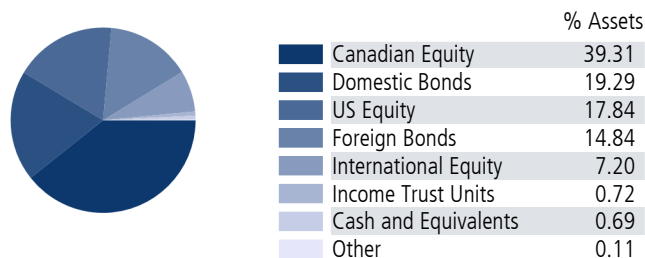 % Assets
Canadian Equity 39.31
Domestic Bonds 19.29
US Equity 17.84
Foreign Bonds 14.84
International Equity 7.20
Income Trust Units 0.72
Cash and Equivalents 0.69
Other 0.11